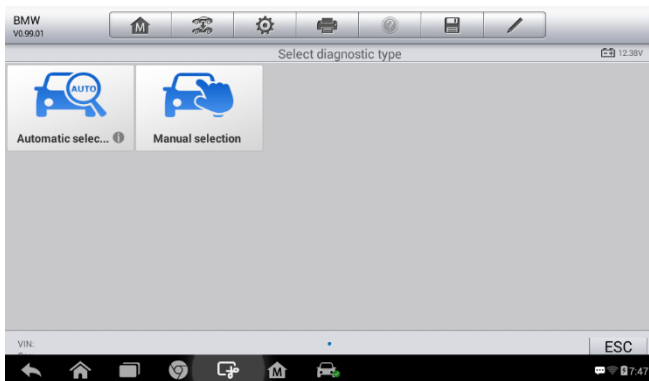 BMW
V0.99.01
M
Select diagnostic type
12.38V
AUTO
Automatic selec...
Manual selection
VIN:
ESC
M
7:47